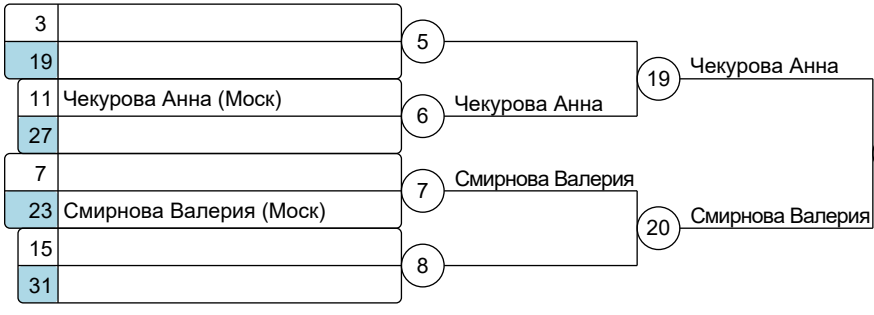 3
5
19
19 Чекурова Анна
11 Чекурова Анна (Моск)
6 Чекурова Анна
27
7
7 Смирнова Валерия
23 Смирнова Валерия (Моск)
20 Смирнова Валерия
15
8
31